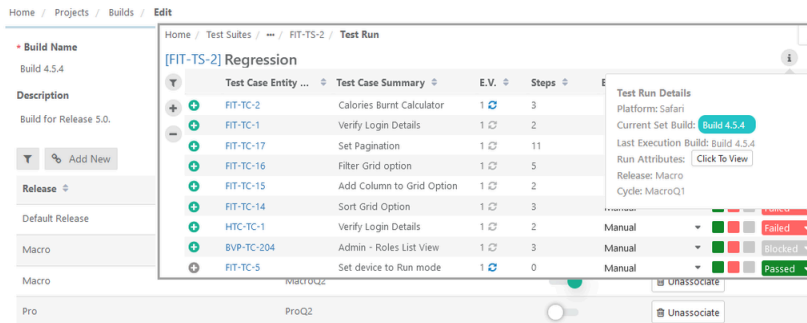 Home / Projects / Builds / Edit
* Build Name
Build 4.5.4
Description
Build for Release 5.0.
Add New
Release
Default Release
Macro
Macro MacroQ2 Unassociate
Pro ProQ2 Unassociate
Home / Test Suites / ··· / FIT-TS-2 / Test Run
[FIT-TS-2] Regression
Test Case Entity ... Test Case Summary E.V. Steps E
FIT-TC-2 Calories Burnt Calculator 1 3
FIT-TC-1 Verify Login Details 1 2
FIT-TC-17 Set Pagination 1 11
FIT-TC-16 Filter Grid option 1 5
FIT-TC-15 Add Column to Grid Option 1 2
FIT-TC-14 Sort Grid Option 1 3 Manual Failed
HTC-TC-1 Verify Login Details 1 2 Manual Failed
BVP-TC-204 Admin - Roles List View 1 3 Manual Blocked
FIT-TC-5 Set device to Run mode 1 0 Manual Passed
Test Run Details
Platform: Safari
Current Set Build: Build 4.5.4
Last Execution Build: Build 4.5.4
Run Attributes: Click To View
Release: Macro
Cycle: MacroQ1